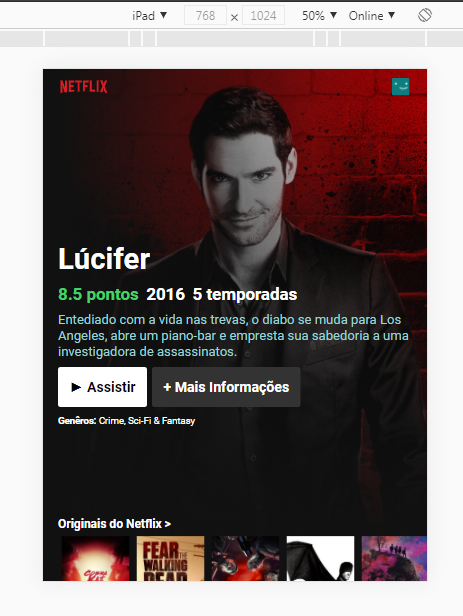 iPad ▼ 768 × 1024 50% ▼ Online ▼
NETFLIX
Lúcifer
8.5 pontos 2016 5 temporadas
Entediado com a vida nas trevas, o diabo se muda para Los
Angeles, abre um piano-bar e empresta sua sabedoria a uma
investigadora de assassinatos.
► Assistir + Mais Informações
Genêros: Crime, Sci-Fi & Fantasy
Originais do Netflix >
FEAR THE
WALKING
DEAD